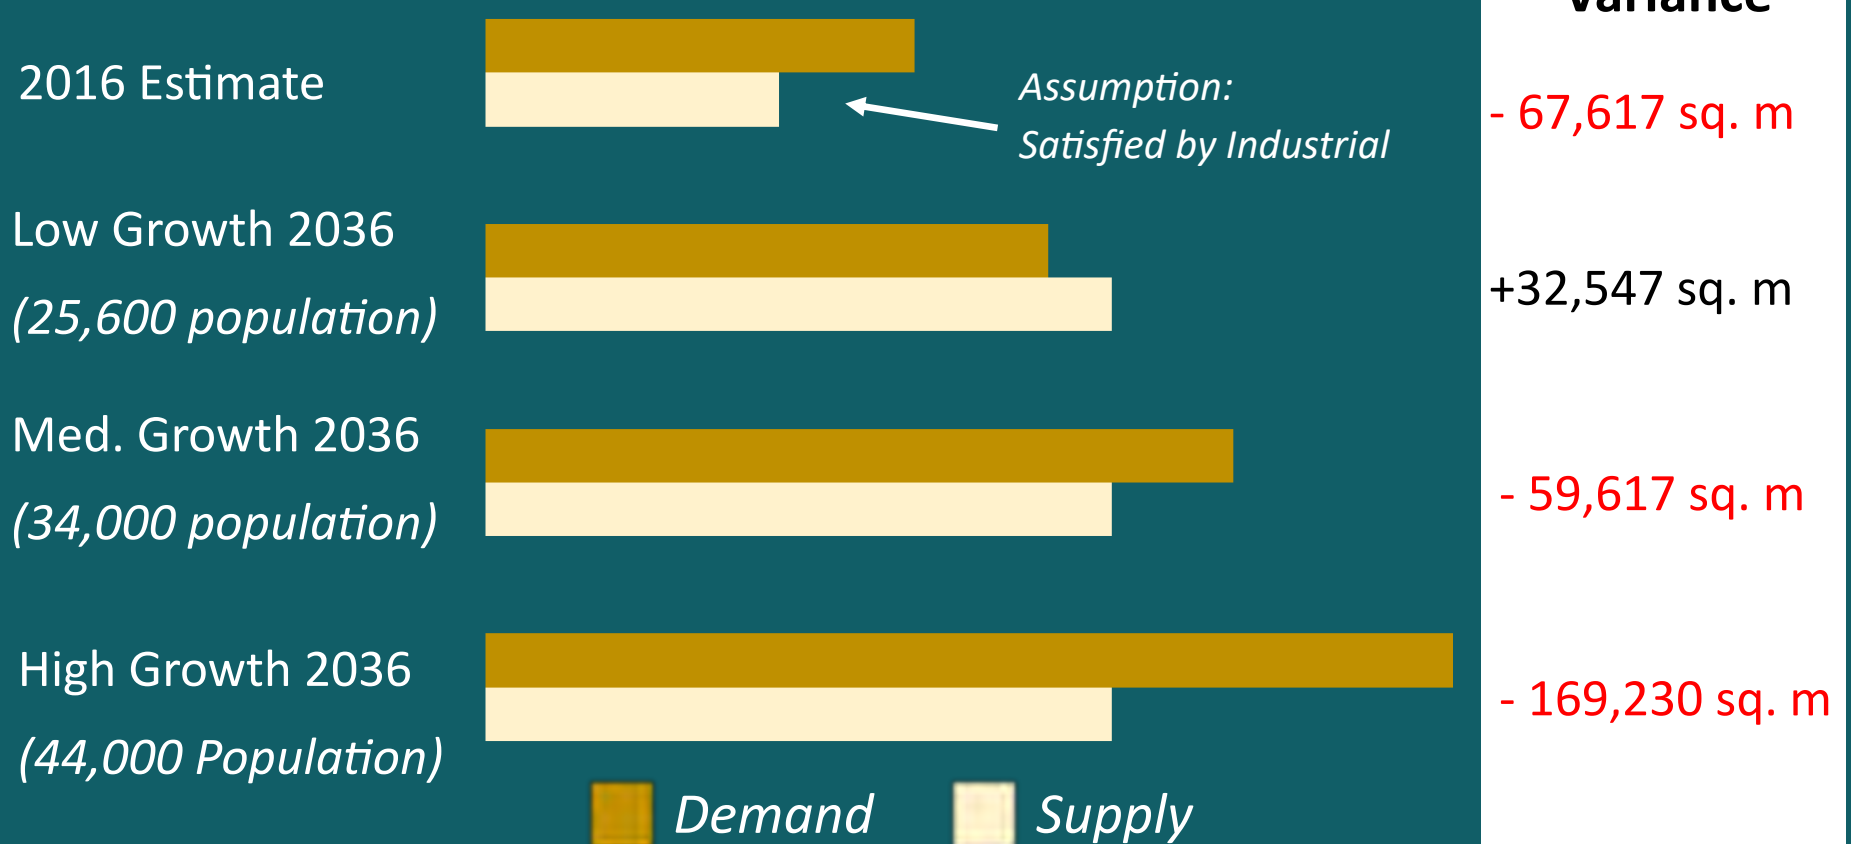 Variance
2016 Estimate
Assumption:
Satisfied by Industrial
- 67,617 sq. m
Low Growth 2036
(25,600 population)
+32,547 sq. m
Med. Growth 2036
(34,000 population)
- 59,617 sq. m
High Growth 2036
(44,000 Population)
- 169,230 sq. m
Demand
Supply